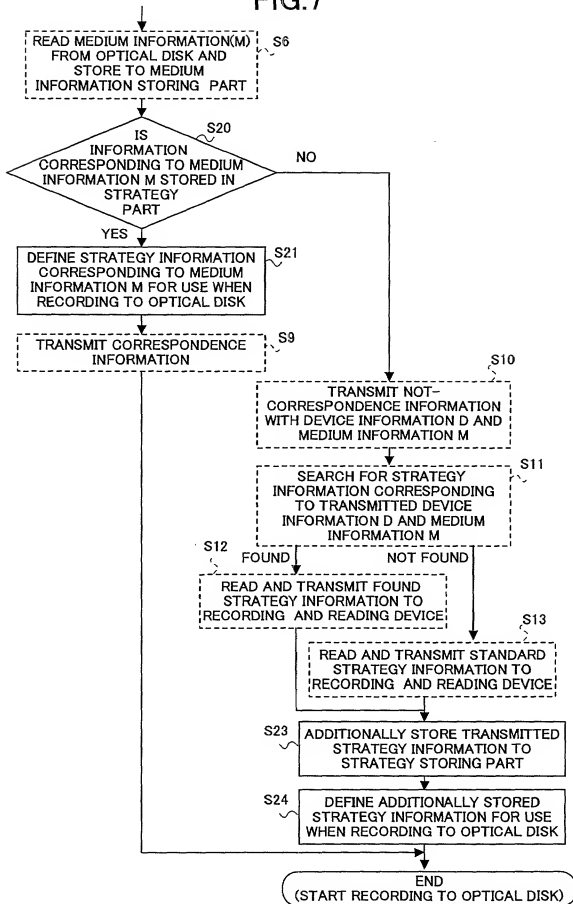 FIG.7
READ MEDIUM INFORMATION(M)
FROM OPTICAL DISK AND
STORE TO MEDIUM
INFORMATION STORING PART
S6
S20
IS
INFORMATION
CORRESPONDING TO MEDIUM
INFORMATION M STORED IN
STRATEGY
PART
NO
YES
DEFINE STRATEGY INFORMATION
CORRESPONDING TO MEDIUM
INFORMATION M FOR USE WHEN
RECORDING TO OPTICAL DISK
S21
TRANSMIT CORRESPONDENCE
INFORMATION
S9
S10
TRANSMIT NOT-
CORRESPONDENCE INFORMATION
WITH DEVICE INFORMATION D AND
MEDIUM INFORMATION M
S11
SEARCH FOR STRATEGY
INFORMATION CORRESPONDING
TO TRANSMITTED DEVICE
INFORMATION D AND MEDIUM
INFORMATION M
S12
FOUND
NOT FOUND
READ AND TRANSMIT FOUND
STRATEGY INFORMATION TO
RECORDING AND READING DEVICE
S13
READ AND TRANSMIT STANDARD
STRATEGY INFORMATION TO
RECORDING AND READING DEVICE
S23
ADDITIONALLY STORE TRANSMITTED
STRATEGY INFORMATION TO
STRATEGY STORING PART
S24
DEFINE ADDITIONALLY STORED
STRATEGY INFORMATION FOR USE
WHEN RECORDING TO OPTICAL DISK
END
(START RECORDING TO OPTICAL DISK)